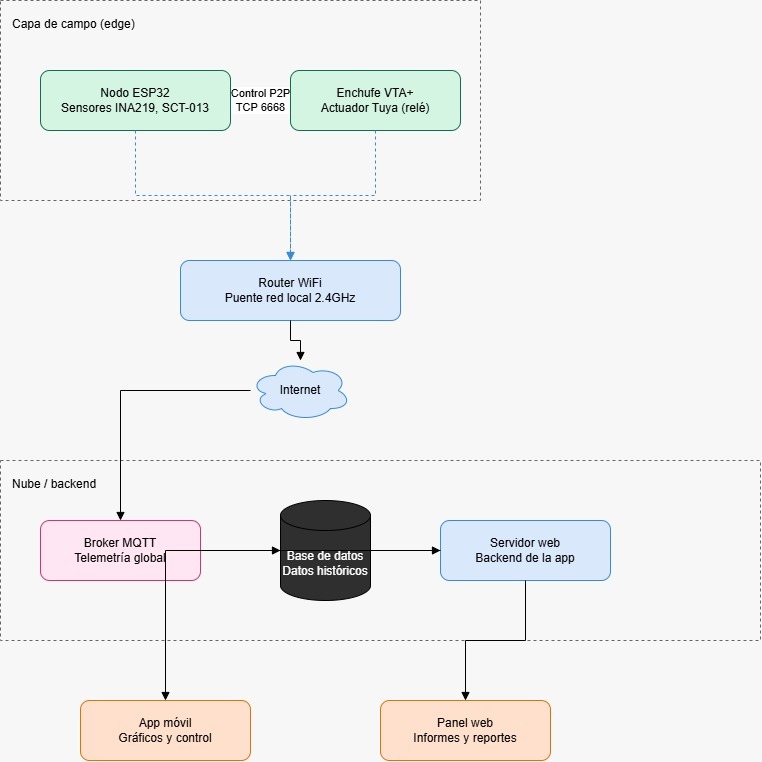 Capa de campo (edge)
Nodo ESP32
Sensores INA219, SCT-013
Control P2P
TCP 6668
Enchufe VTA+
Actuador Tuya (relé)
Router WiFi
Puente red local 2.4GHz
Internet
Nube / backend
Broker MQTT
Telemetría global
Base de datos
Datos históricos
Servidor web
Backend de la app
App móvil
Gráficos y control
Panel web
Informes y reportes